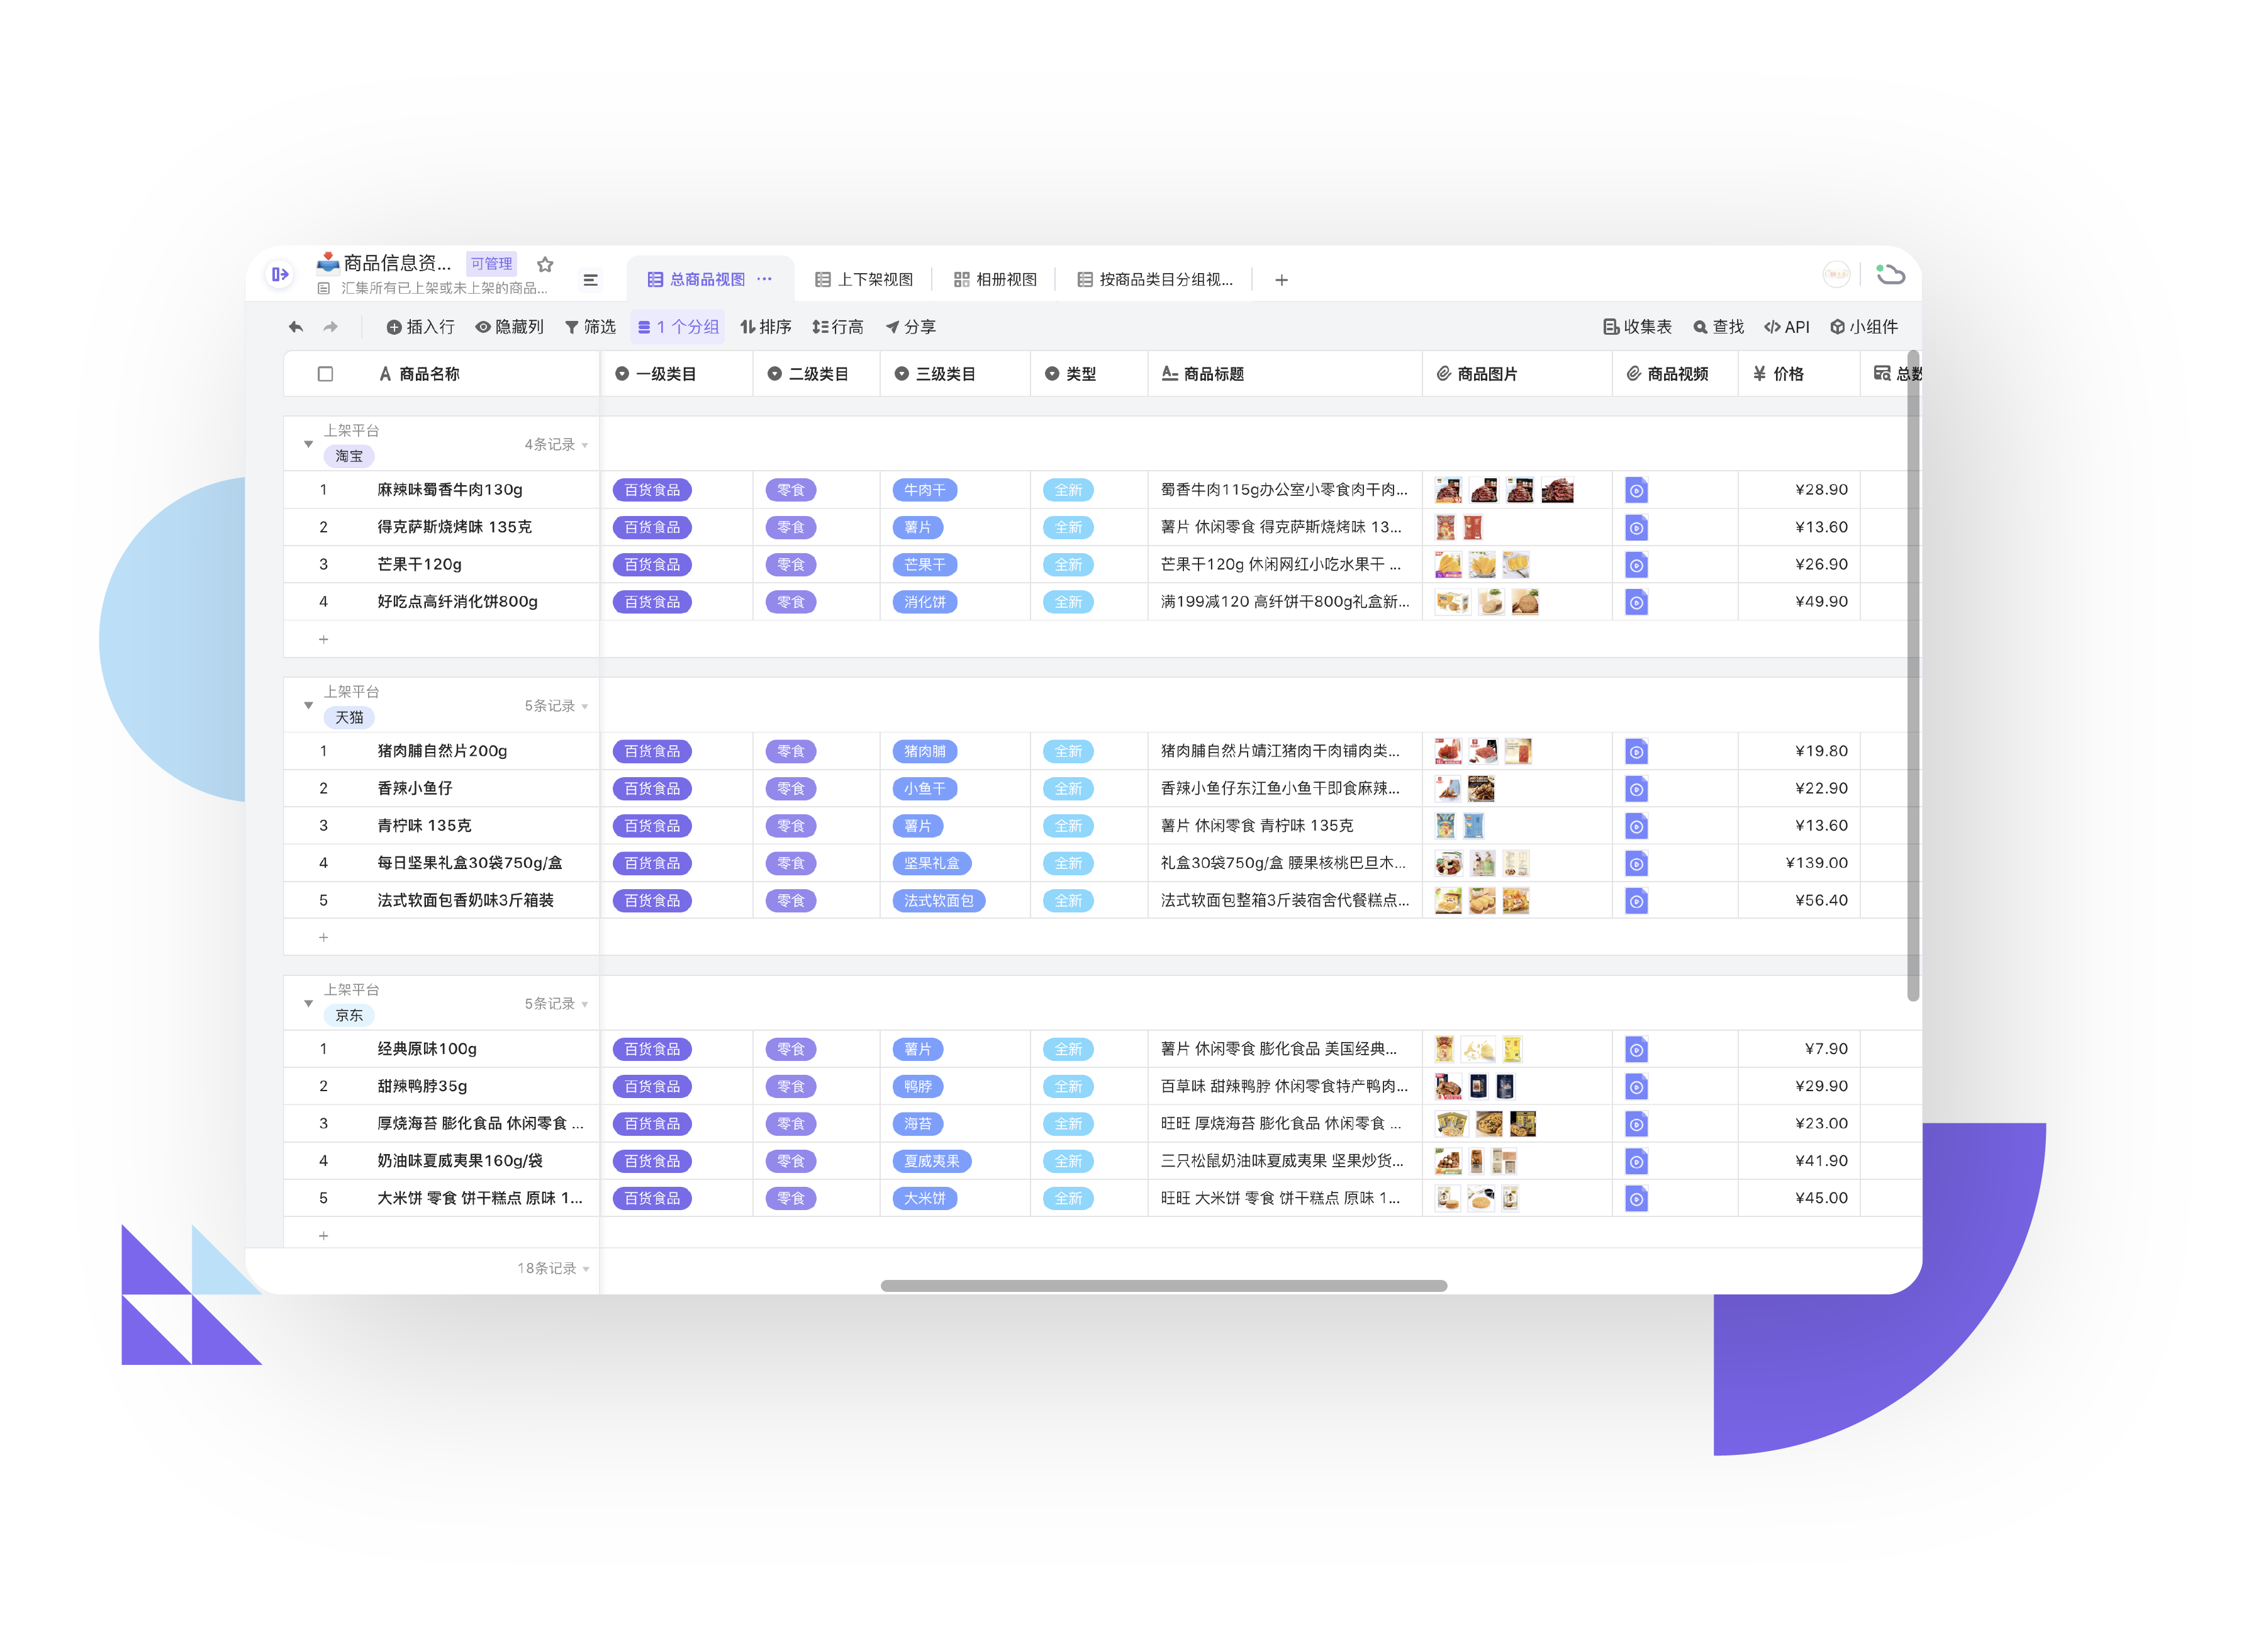 商品信息资... 可管理
汇集所有已上架或未上架的商品...
总商品视图 ··· 上下架视图 相册视图 按商品类目分组视... +
插入行 隐藏列 筛选 1 个分组 排序 行高 分享 收集表 查找 API 小组件
商品名称 一级类目 二级类目 三级类目 类型 商品标题 商品图片 商品视频 ¥ 价格 总数
上架平台
淘宝 4条记录
1 麻辣味蜀香牛肉130g 百货食品 零食 牛肉干 全新 蜀香牛肉115g办公室小零食肉干肉... ¥28.90
2 得克萨斯烧烤味 135克 百货食品 零食 薯片 全新 薯片 休闲零食 得克萨斯烧烤味 13... ¥13.60
3 芒果干120g 百货食品 零食 芒果干 全新 芒果干120g 休闲网红小吃水果干 ... ¥26.90
4 好吃点高纤消化饼800g 百货食品 零食 消化饼 全新 满199减120 高纤饼干800g礼盒新... ¥49.90
+
上架平台
天猫 5条记录
1 猪肉脯自然片200g 百货食品 零食 猪肉脯 全新 猪肉脯自然片靖江猪肉干肉铺肉类... ¥19.80
2 香辣小鱼仔 百货食品 零食 小鱼干 全新 香辣小鱼仔东江鱼小鱼干即食麻辣... ¥22.90
3 青柠味 135克 百货食品 零食 薯片 全新 薯片 休闲零食 青柠味 135克 ¥13.60
4 每日坚果礼盒30袋750g/盒 百货食品 零食 坚果礼盒 全新 礼盒30袋750g/盒 腰果核桃巴旦木... ¥139.00
5 法式软面包香奶味3斤箱装 百货食品 零食 法式软面包 全新 法式软面包整箱3斤装宿舍代餐糕点... ¥56.40
+
上架平台
京东 5条记录
1 经典原味100g 百货食品 零食 薯片 全新 薯片 休闲零食 膨化食品 美国经典... ¥7.90
2 甜辣鸭脖35g 百货食品 零食 鸭脖 全新 百草味 甜辣鸭脖 休闲零食特产鸭肉... ¥29.90
3 厚烧海苔 膨化食品 休闲零食 ... 百货食品 零食 海苔 全新 旺旺 厚烧海苔 膨化食品 休闲零食 ... ¥23.00
4 奶油味夏威夷果160g/袋 百货食品 零食 夏威夷果 全新 三只松鼠奶油味夏威夷果 坚果炒货... ¥41.90
5 大米饼 零食 饼干糕点 原味 1... 百货食品 零食 大米饼 全新 旺旺 大米饼 零食 饼干糕点 原味 1... ¥45.00
+
18条记录